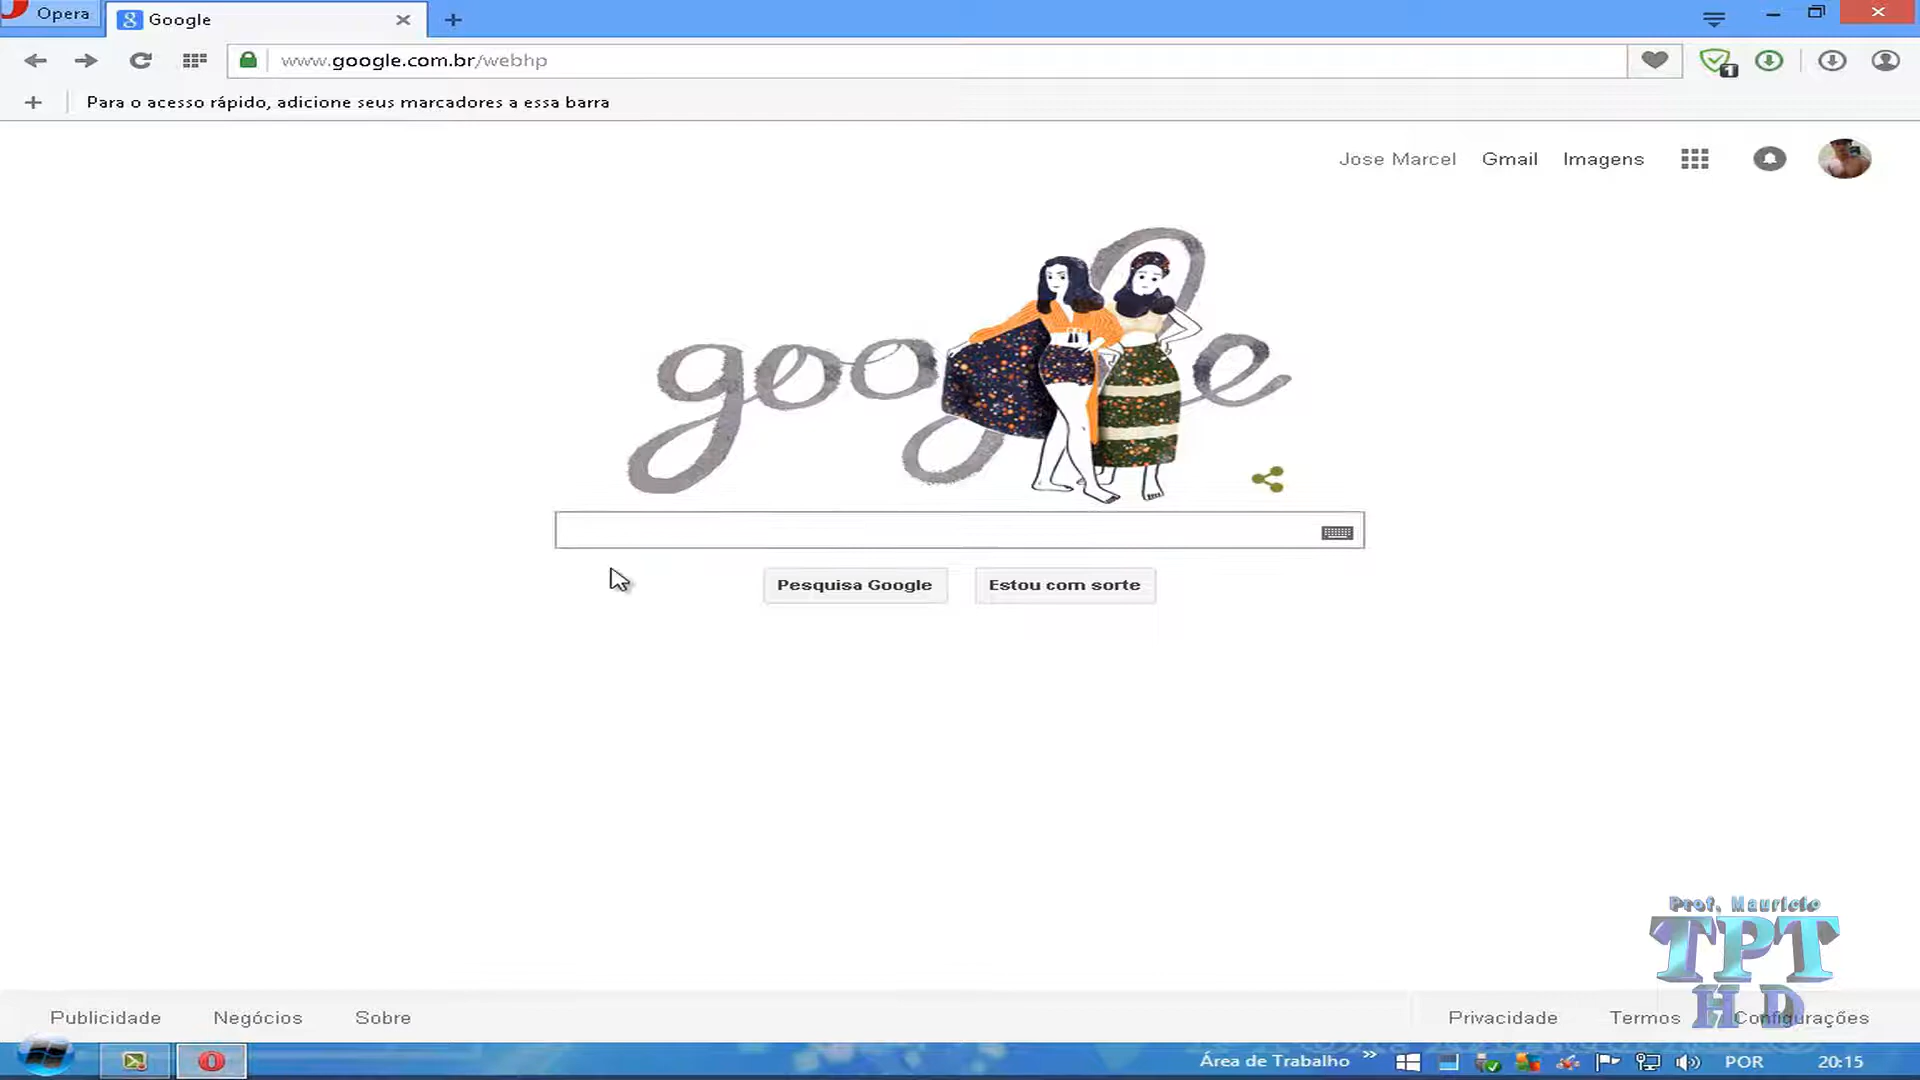 Opera
Google
www.google.com.br/webhp
1
Para o acesso rápido, adicione seus marcadores a essa barra
Jose Marcel Gmail Imagens
google
Pesquisa Google Estou com sorte
Prof. Mauricio
TPT
HD
Publicidade Negócios Sobre Privacidade Termos Configurações
Área de Trabalho » POR 20:15